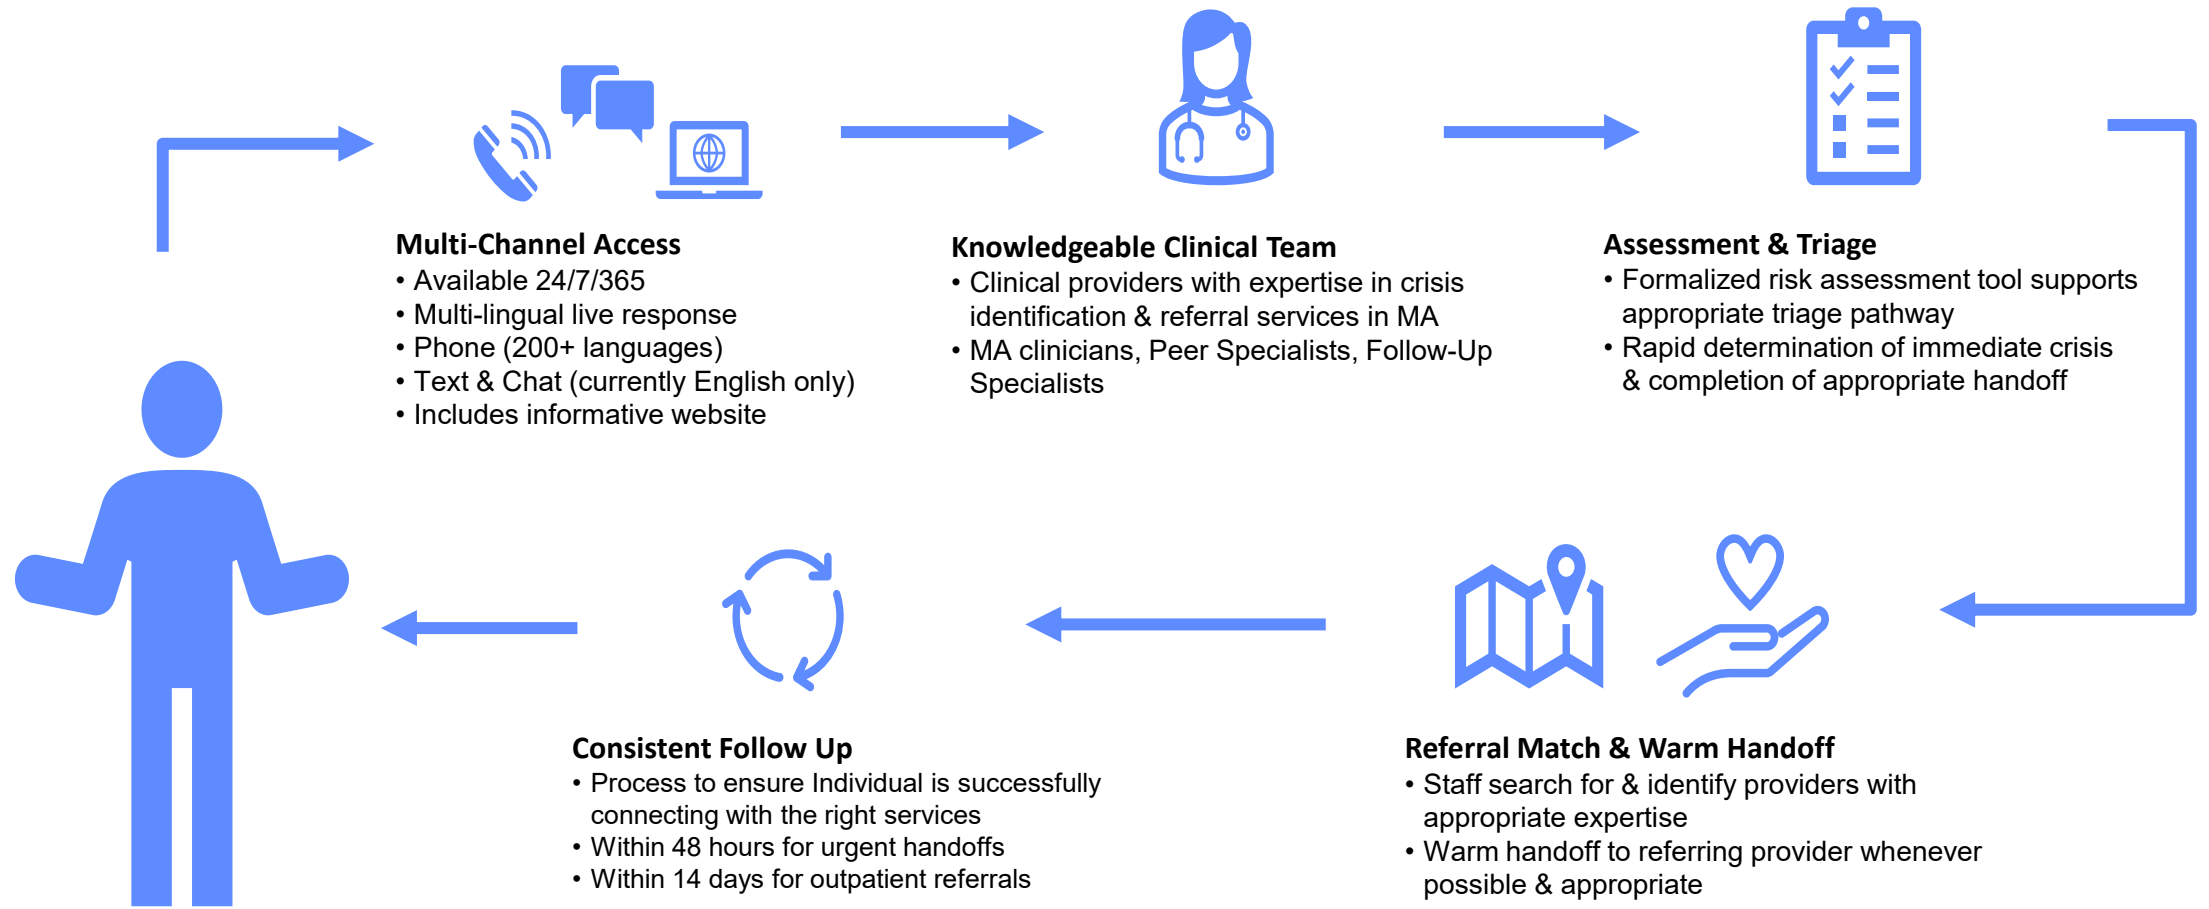 Multi-Channel Access
• Available 24/7/365
• Multi-lingual live response
• Phone (200+ languages)
• Text & Chat (currently English only)
• Includes informative website
Knowledgeable Clinical Team
• Clinical providers with expertise in crisis
identification & referral services in MA
• MA clinicians, Peer Specialists, Follow-Up
Specialists
Assessment & Triage
• Formalized risk assessment tool supports
appropriate triage pathway
• Rapid determination of immediate crisis
& completion of appropriate handoff
Referral Match & Warm Handoff
• Staff search for & identify providers with
appropriate expertise
• Warm handoff to referring provider whenever
possible & appropriate
Consistent Follow Up
• Process to ensure Individual is successfully
connecting with the right services
• Within 48 hours for urgent handoffs
• Within 14 days for outpatient referrals